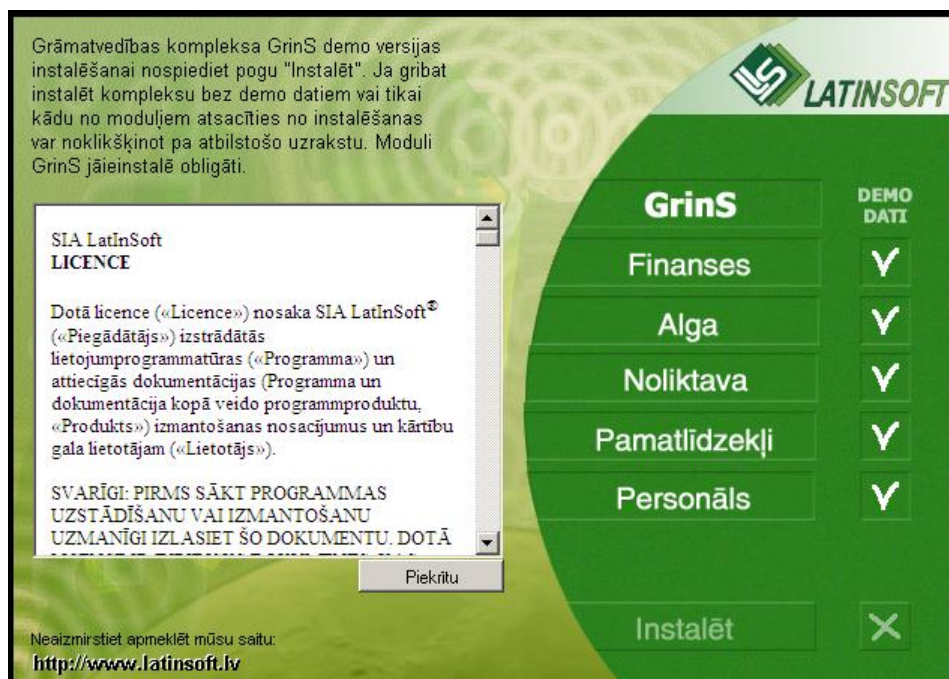 Grāmatvedības kompleksa GrinS demo versijas
instalēšanai nospiediet pogu "Instalēt". Ja gribat
instalēt kompleksu bez demo datiem vai tikai
kādu no moduļiem atsacīties no instalēšanas
var noklikšķinot pa atbilstošo uzrakstu. Moduli
GrinS jāieinstalē obligāti.
LATINSOFT
SIA LatInSoft
LICENCE
Dotā licence («Licence») nosaka SIA LatInSoft®
(«Piegādātājs») izstrādātās
lietojumprogrammatūras («Programma») un
attiecīgās dokumentācijas (Programma un
dokumentācija kopā veido programmproduktu,
«Produkts») izmantošanas nosacījumus un kārtību
gala lietotājam («Lietotājs»).
SVARĪGI: PIRMS SĀKT PROGRAMMAS
UZSTĀDĪŠANU VAI IZMANTOŠANU
UZMANĪGI IZLASIET ŠO DOKUMENTU. DOTĀ
Piekrītu
GrinS
DEMO
DATI
Finanses
Alga
Noliktava
Pamatlīdzekļi
Personāls
Instalēt
Neaizmirstiet apmeklēt mūsu saitu:
http://www.latinsoft.lv